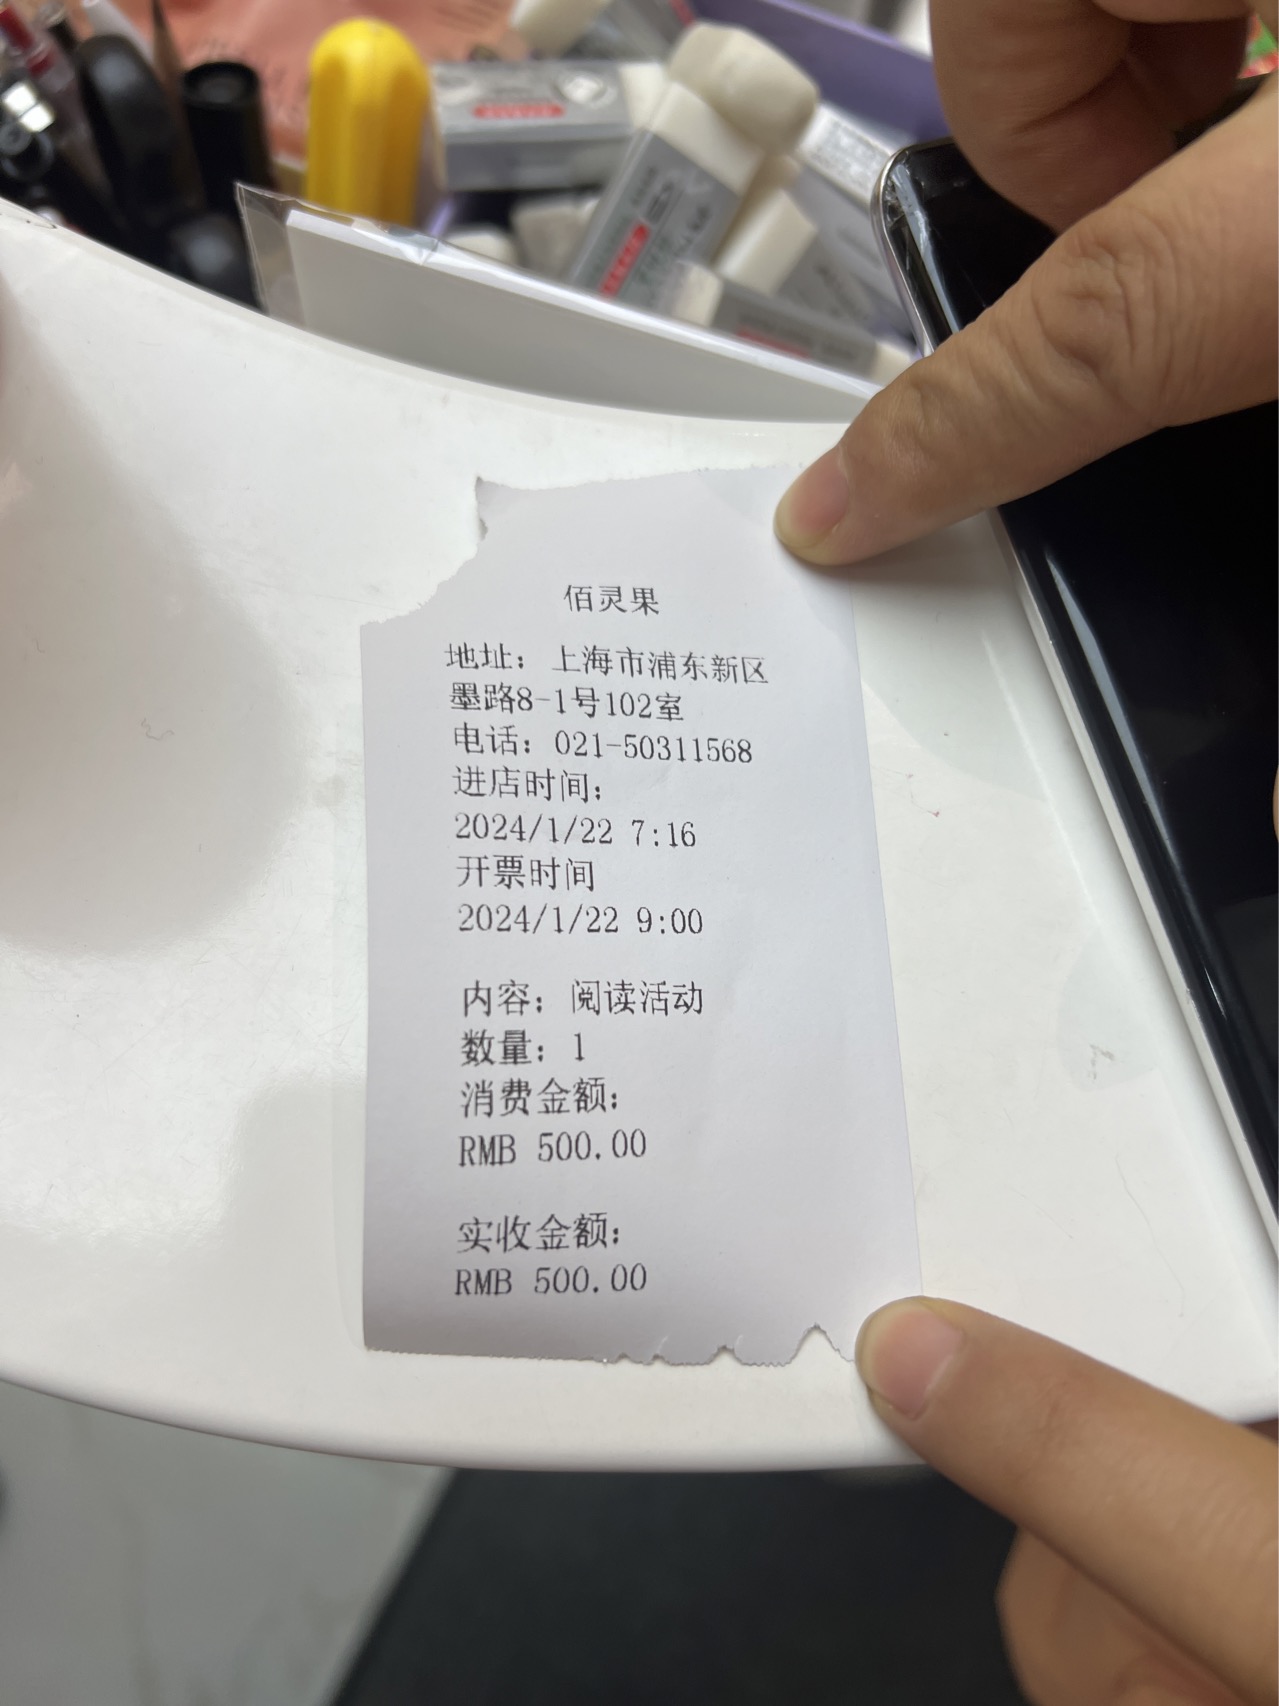 佰灵果
地址：上海市浦东新区
墨路8-1号102室
电话：021-50311568
进店时间：
2024/1/22 7:16
开票时间
2024/1/22 9:00
内容：阅读活动
数量：1
消费金额：
RMB 500.00
实收金额：
RMB 500.00